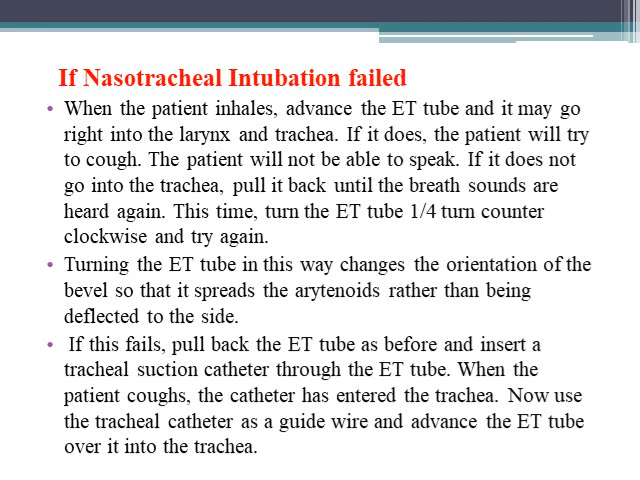 If Nasotracheal Intubation failed
• When the patient inhales, advance the ET tube and it may go
right into the larynx and trachea. If it does, the patient will try
to cough. The patient will not be able to speak. If it does not
go into the trachea, pull it back until the breath sounds are
heard again. This time, turn the ET tube 1/4 turn counter
clockwise and try again.
• Turning the ET tube in this way changes the orientation of the
bevel so that it spreads the arytenoids rather than being
deflected to the side.
• If this fails, pull back the ET tube as before and insert a
tracheal suction catheter through the ET tube. When the
patient coughs, the catheter has entered the trachea. Now use
the tracheal catheter as a guide wire and advance the ET tube
over it into the trachea.